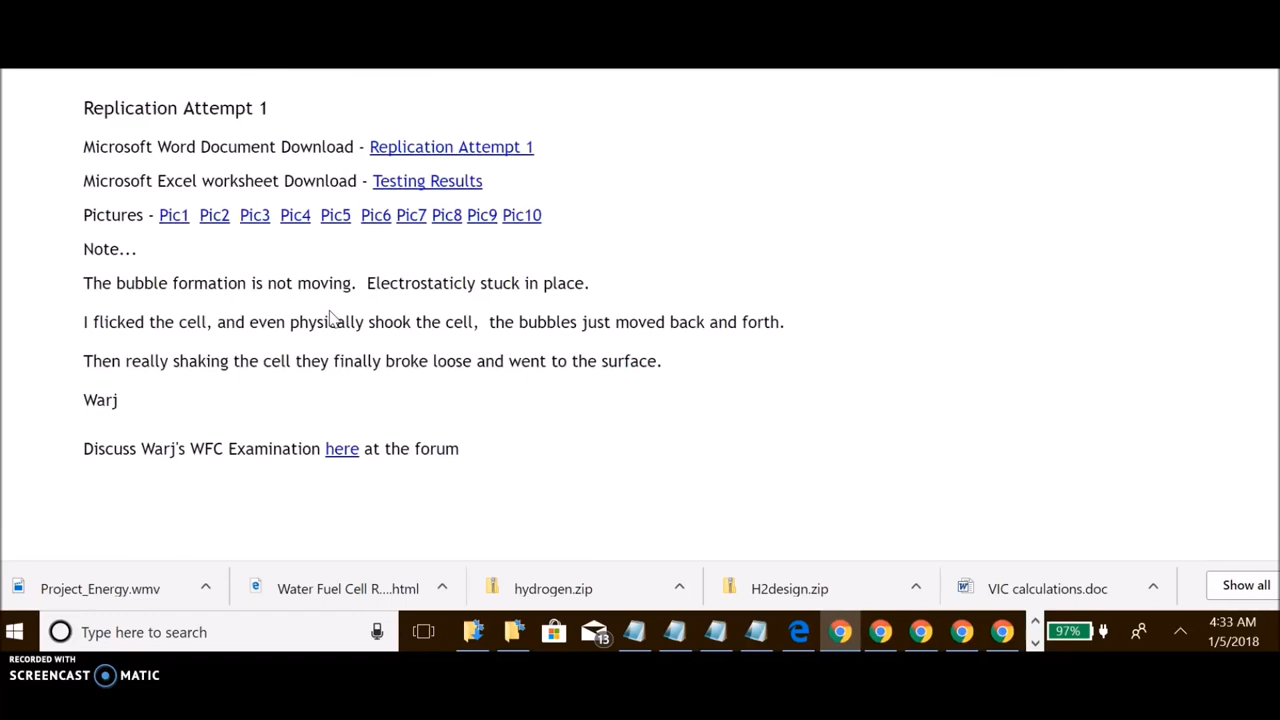 Replication Attempt 1
Microsoft Word Document Download - Replication Attempt 1
Microsoft Excel worksheet Download - Testing Results
Pictures - Pic1 Pic2 Pic3 Pic4 Pic5 Pic6 Pic7 Pic8 Pic9 Pic10
Note...
The bubble formation is not moving. Electrostaticly stuck in place.
I flicked the cell, and even physically shook the cell, the bubbles just moved back and forth.
Then really shaking the cell they finally broke loose and went to the surface.
Warj
Discuss Warj's WFC Examination here at the forum
Project_Energy.wmv Water Fuel Cell R....html hydrogen.zip H2design.zip VIC calculations.doc Show all
Type here to search 13 97% 4:33 AM
1/5/2018
RECORDED WITH
SCREENCAST MATIC